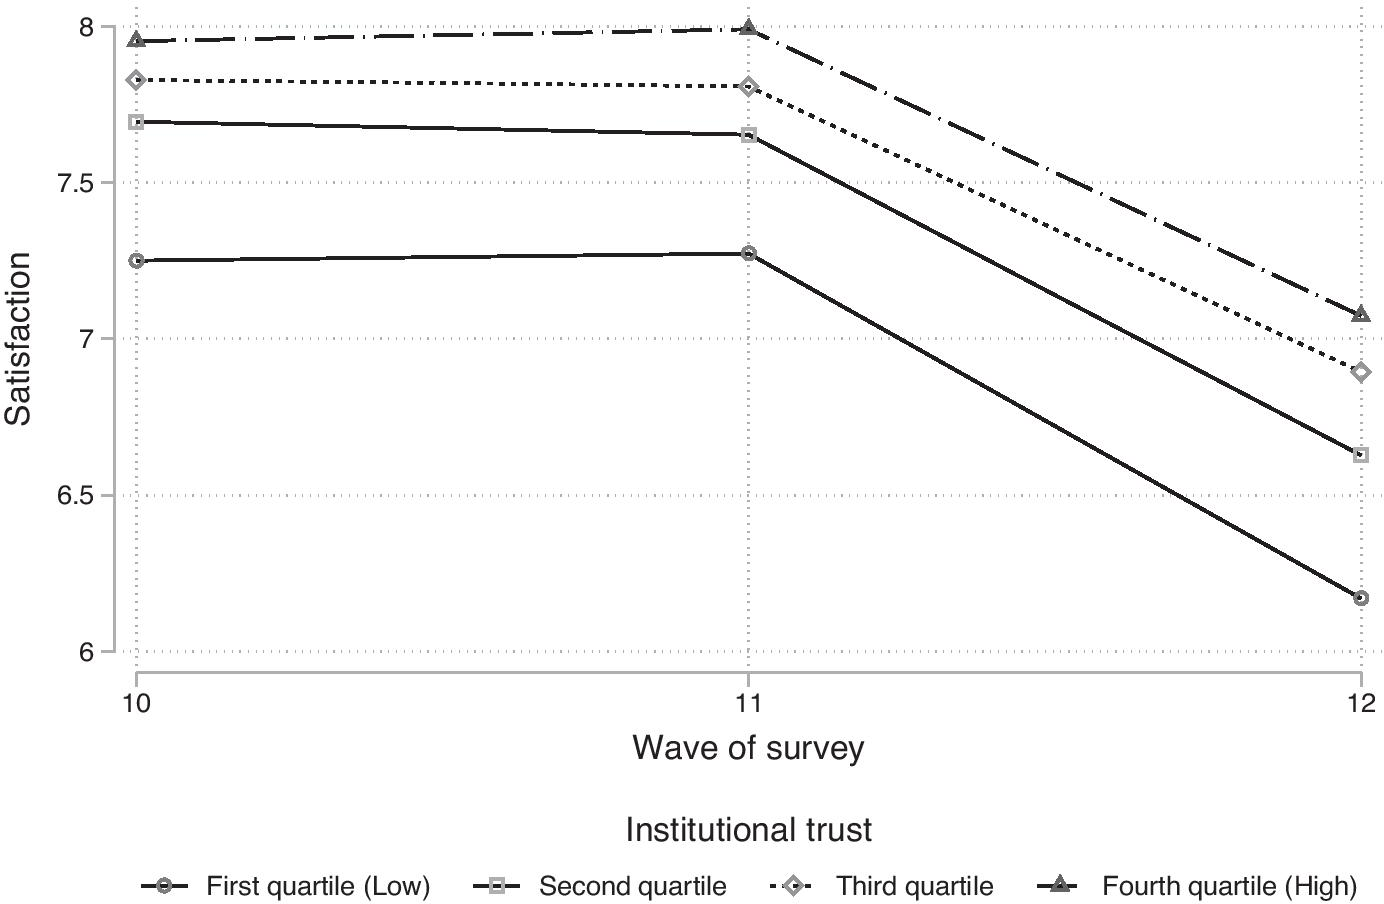 8
7.5
7
6.5
6
Satisfaction
10 11 12
Wave of survey
Institutional trust
First quartile (Low) Second quartile Third quartile Fourth quartile (High)